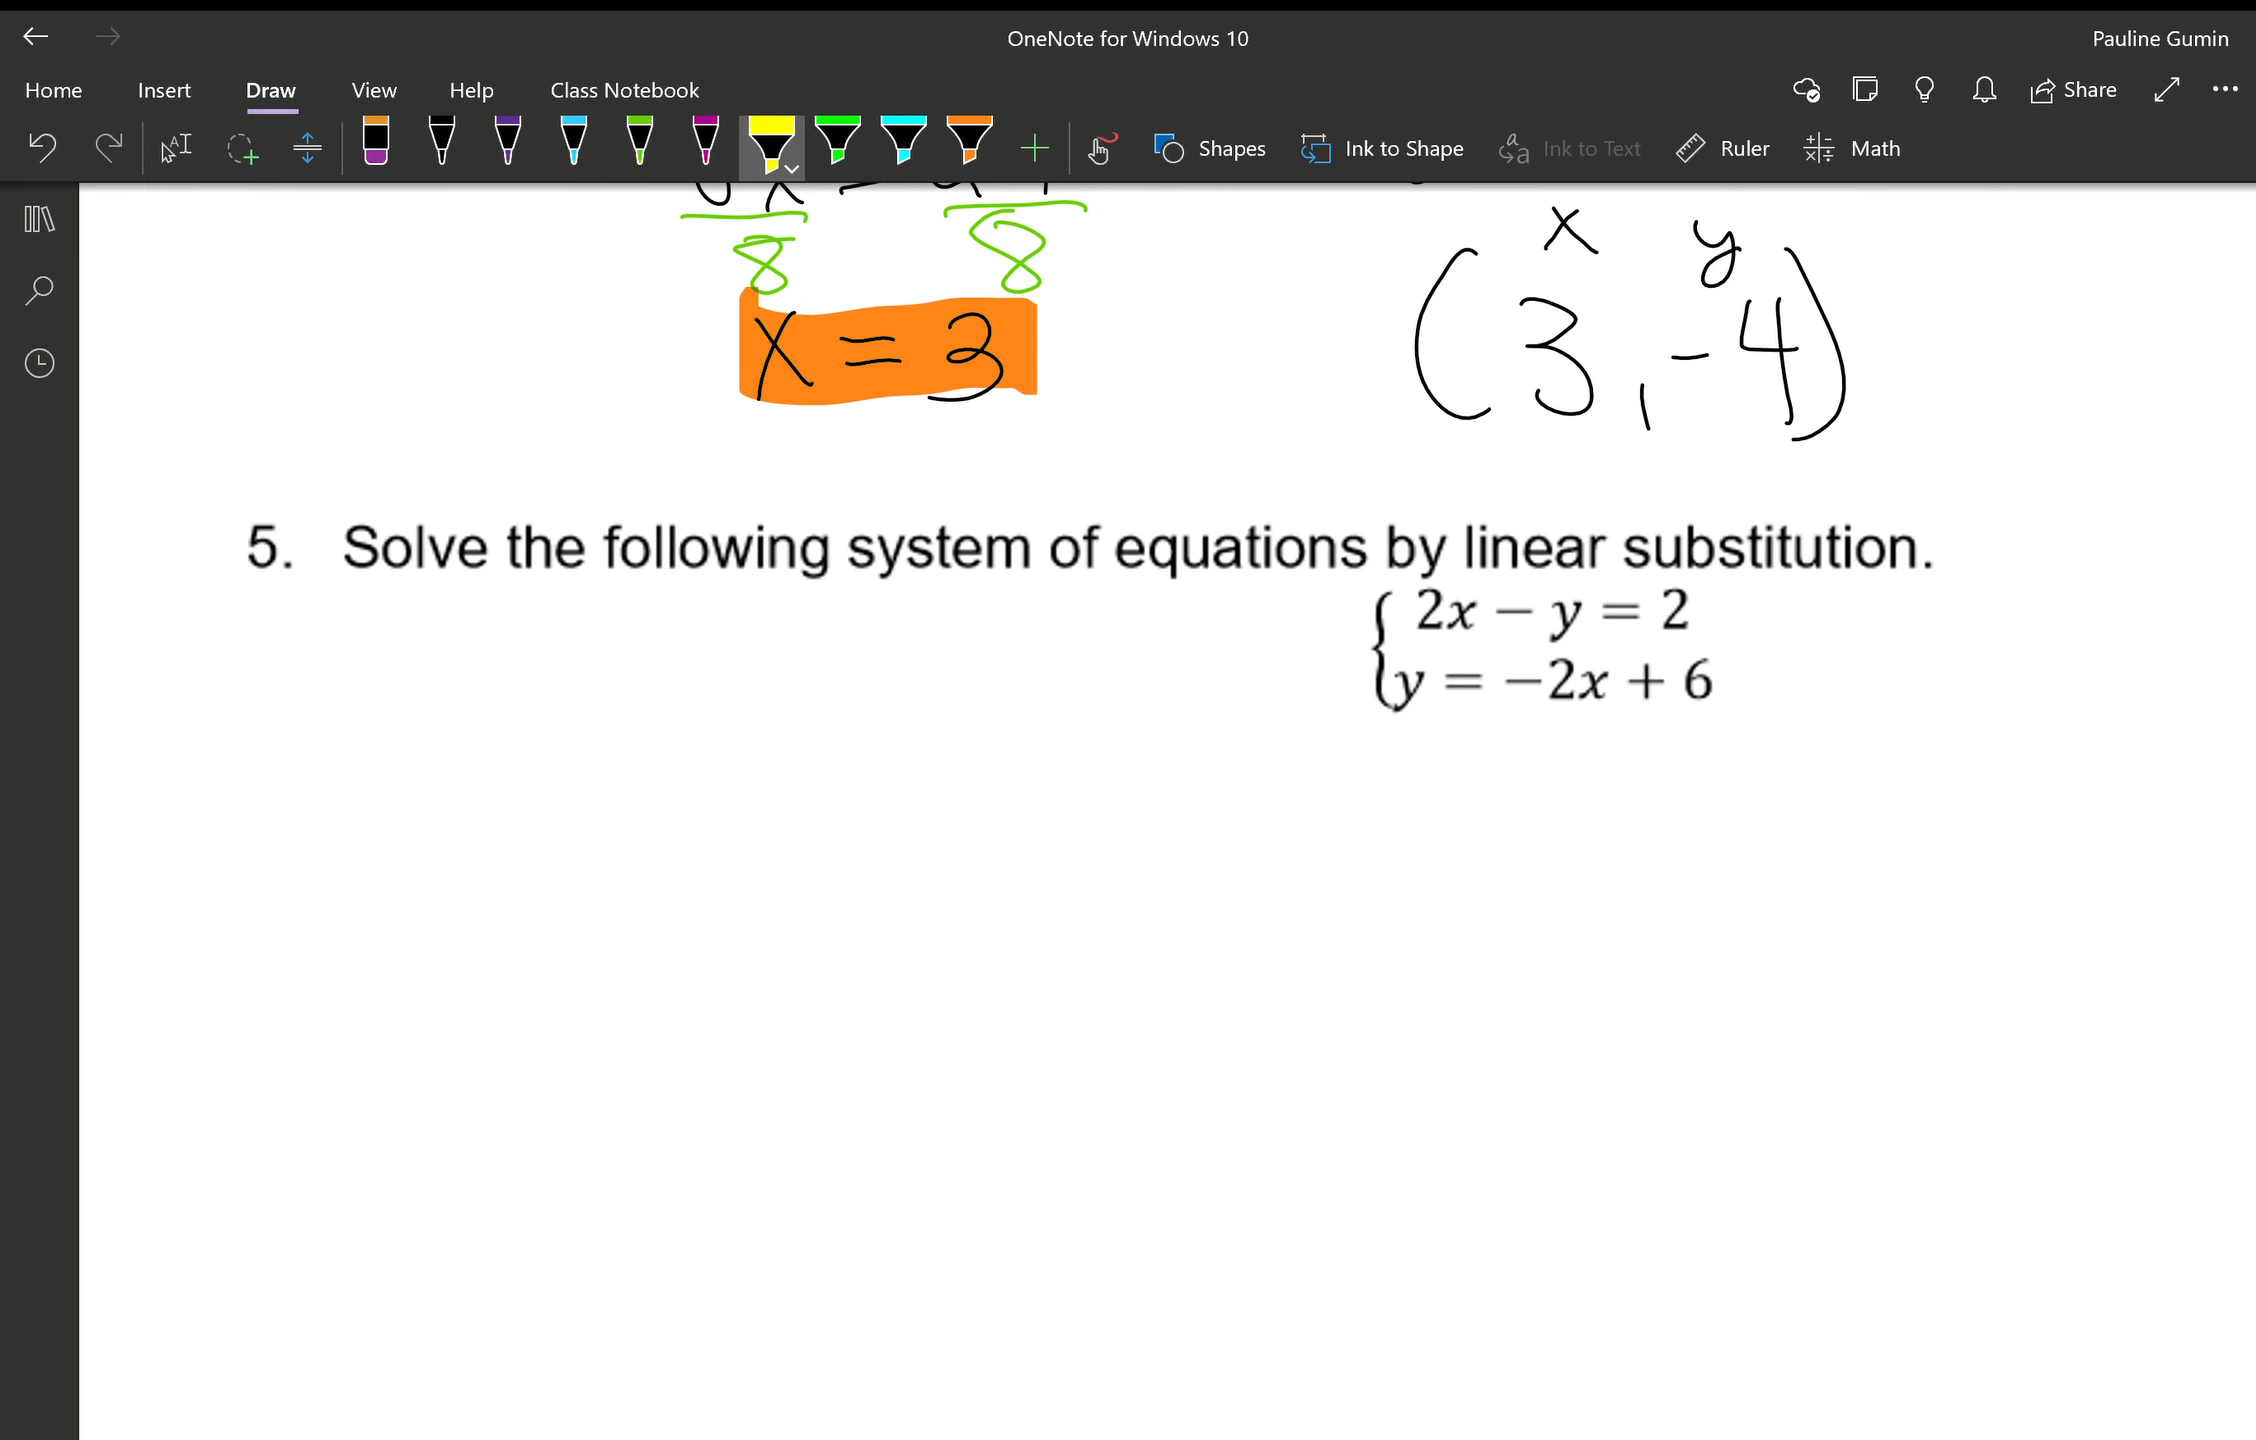 OneNote for Windows 10
Pauline Gumin
Home Insert Draw View Help Class Notebook
Share
Shapes Ink to Shape Ink to Text Ruler Math
8 8
x y
x = 3
(3, -4)
5. Solve the following system of equations by linear substitution.
2x − y = 2
y = −2x + 6